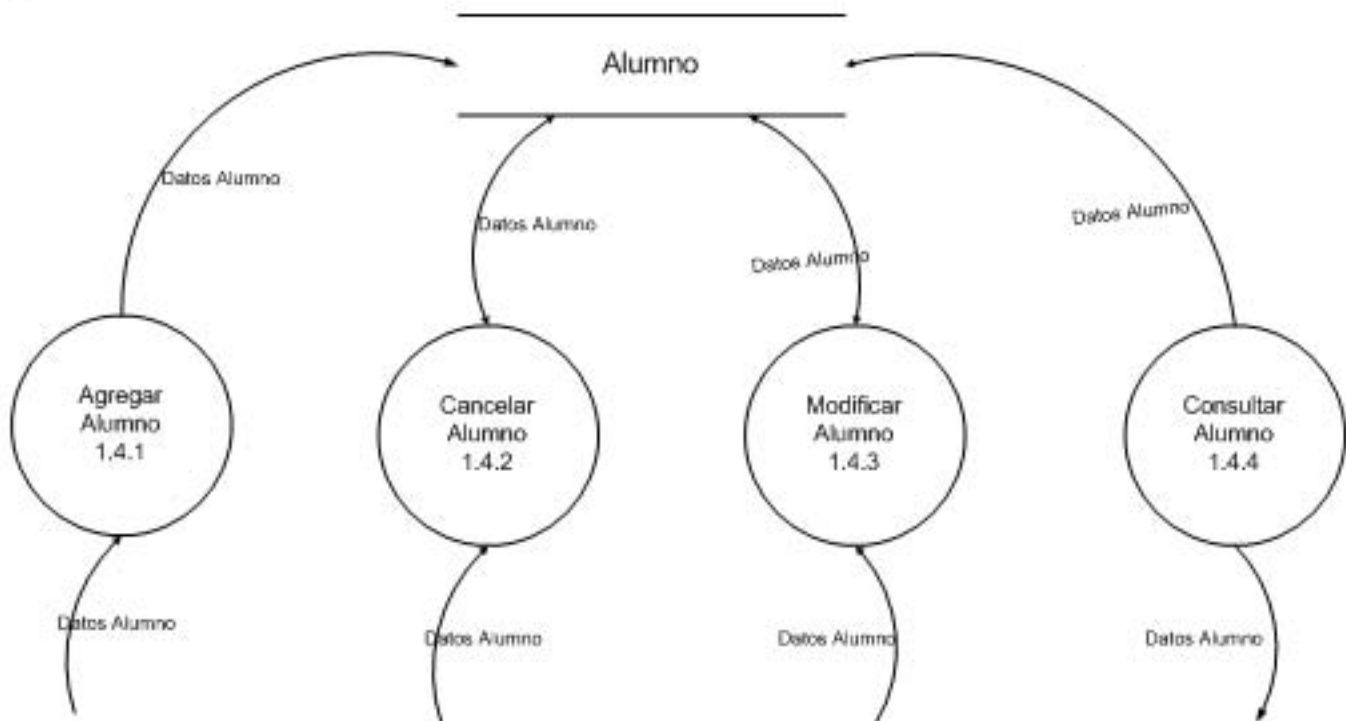 Alumno
Datos Alumno
Datos Alumno
Datos Alumno
Datos Alumno
Agregar
Alumno
1.4.1
Cancelar
Alumno
1.4.2
Modificar
Alumno
1.4.3
Consultar
Alumno
1.4.4
Datos Alumno
Datos Alumno
Datos Alumno
Datos Alumno